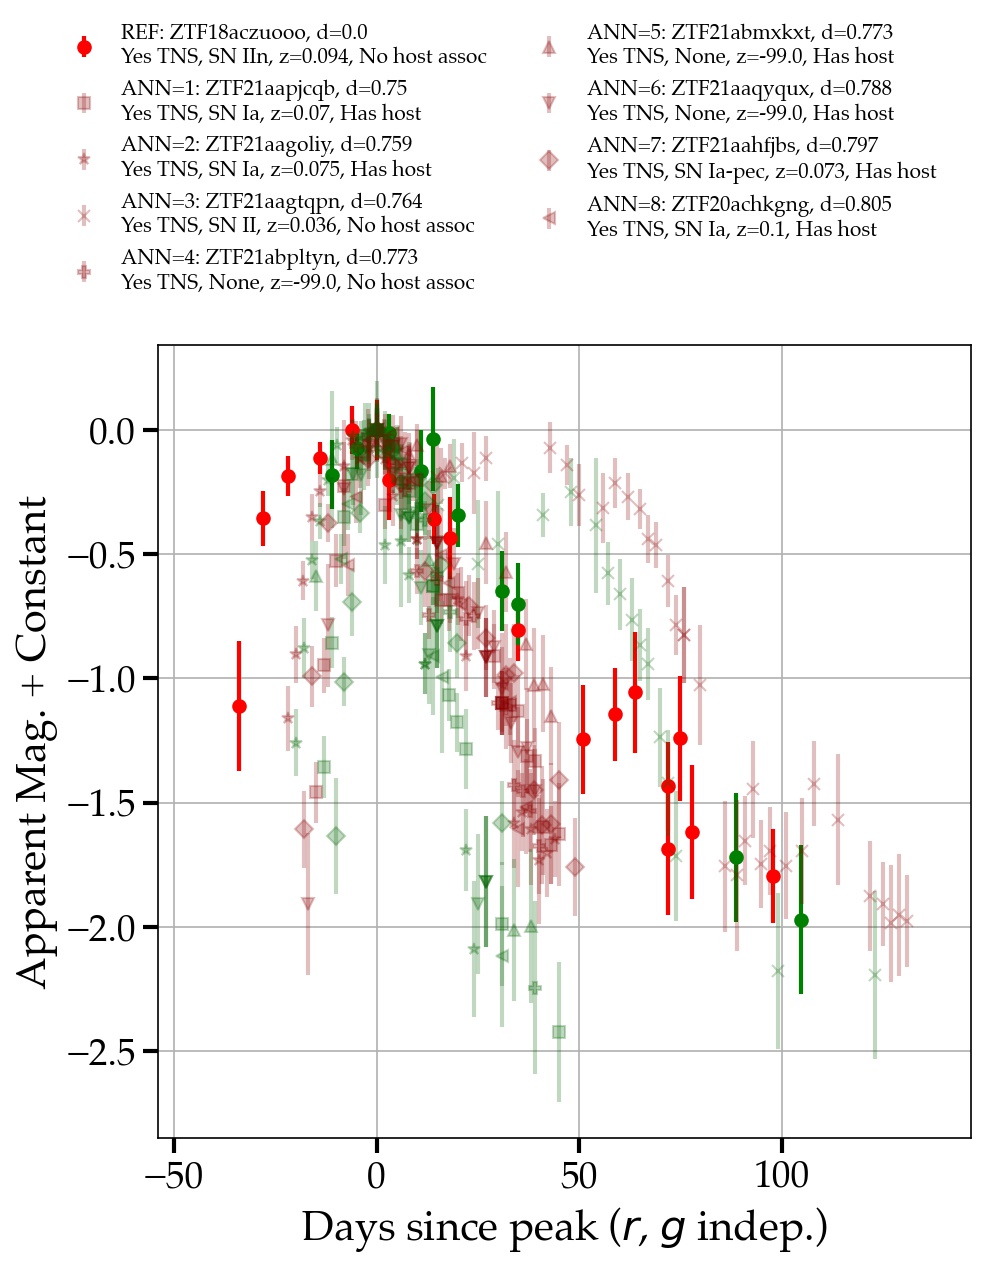 REF: ZTF18aczuooo, d=0.0
Yes TNS, SN IIn, z=0.094, No host assoc
ANN=1: ZTF21aapjcqb, d=0.75
Yes TNS, SN Ia, z=0.07, Has host
ANN=2: ZTF21aagoliy, d=0.759
Yes TNS, SN Ia, z=0.075, Has host
ANN=3: ZTF21aagtqpn, d=0.764
Yes TNS, SN II, z=0.036, No host assoc
ANN=4: ZTF21abpltyn, d=0.773
Yes TNS, None, z=-99.0, No host assoc
ANN=5: ZTF21abmxkxt, d=0.773
Yes TNS, None, z=-99.0, Has host
ANN=6: ZTF21aaqyqux, d=0.788
Yes TNS, None, z=-99.0, Has host
ANN=7: ZTF21aahfjbs, d=0.797
Yes TNS, SN Ia-pec, z=0.073, Has host
ANN=8: ZTF20achkgng, d=0.805
Yes TNS, SN Ia, z=0.1, Has host
Apparent Mag. + Constant
0.0
−0.5
−1.0
−1.5
−2.0
−2.5
−50
0
50
100
Days since peak (r, g indep.)